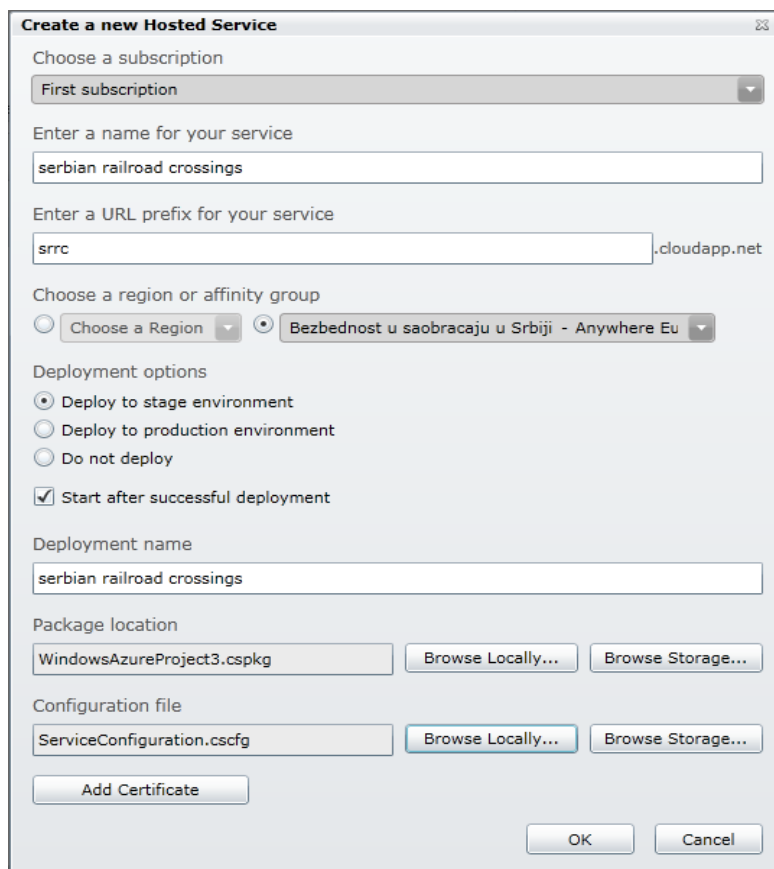 Create a new Hosted Service
Choose a subscription
First subscription
Enter a name for your service
serbian railroad crossings
Enter a URL prefix for your service
srrc .cloudapp.net
Choose a region or affinity group
Choose a Region Bezbednost u saobracaju u Srbiji - Anywhere Eu
Deployment options
Deploy to stage environment
Deploy to production environment
Do not deploy
Start after successful deployment
Deployment name
serbian railroad crossings
Package location
WindowsAzureProject3.cspkg Browse Locally... Browse Storage...
Configuration file
ServiceConfiguration.cscfg Browse Locally... Browse Storage...
Add Certificate
OK Cancel